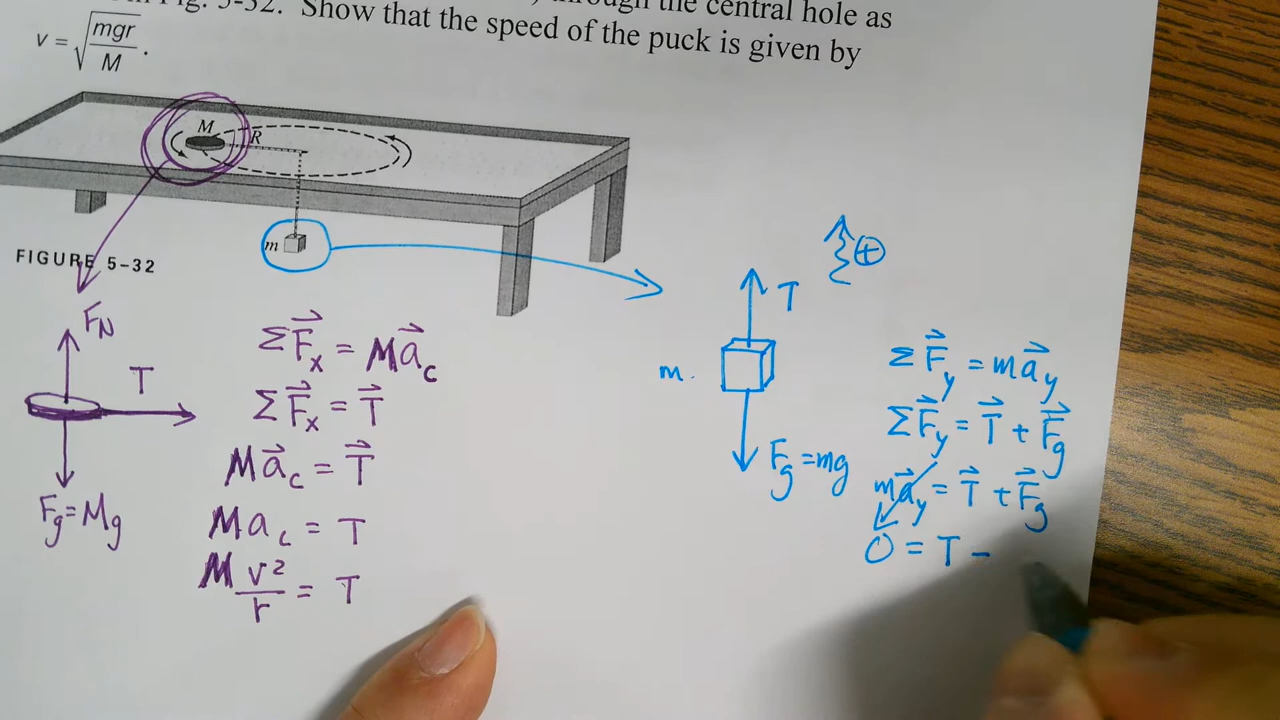 Fig. 5-32. Show that the speed of the puck is given by
through the central hole as
v = √(mgr/M) .
M
R
m
FIGURE 5-32
F_N
T
F_g = Mg
ΣF⃗_x = Ma⃗_c
ΣF⃗_x = T⃗
Ma⃗_c = T⃗
Ma_c = T
M v²/r = T
⊕
T
m.
F_g = mg
ΣF⃗_y = ma⃗_y
ΣF⃗_y = T⃗ + F⃗_g
ma⃗_y = T⃗ + F⃗_g
O = T −